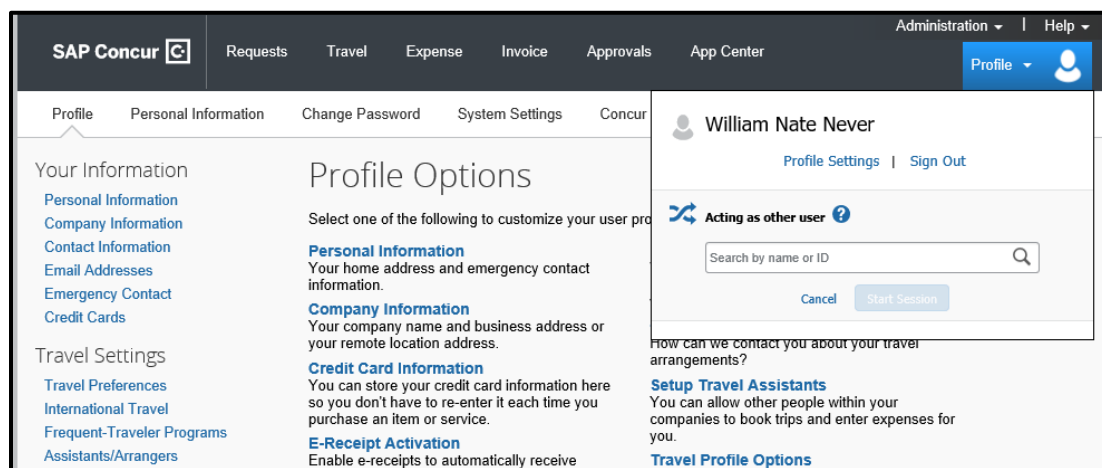 Administration | Help
SAP Concur C. Requests Travel Expense Invoice Approvals App Center
Profile
Profile Personal Information Change Password System Settings Concur
William Nate Never
Profile Settings | Sign Out
Acting as other user ?
Search by name or ID
Cancel Start Session
Your Information
Personal Information
Company Information
Contact Information
Email Addresses
Emergency Contact
Credit Cards
Travel Settings
Travel Preferences
International Travel
Frequent-Traveler Programs
Assistants/Arrangers
Profile Options
Select one of the following to customize your user pro
Personal Information
Your home address and emergency contact
information.
Company Information
Your company name and business address or
your remote location address.
Credit Card Information
You can store your credit card information here
so you don't have to re-enter it each time you
purchase an item or service.
E-Receipt Activation
Enable e-receipts to automatically receive
How can we contact you about your travel
arrangements?
Setup Travel Assistants
You can allow other people within your
companies to book trips and enter expenses for
you.
Travel Profile Options